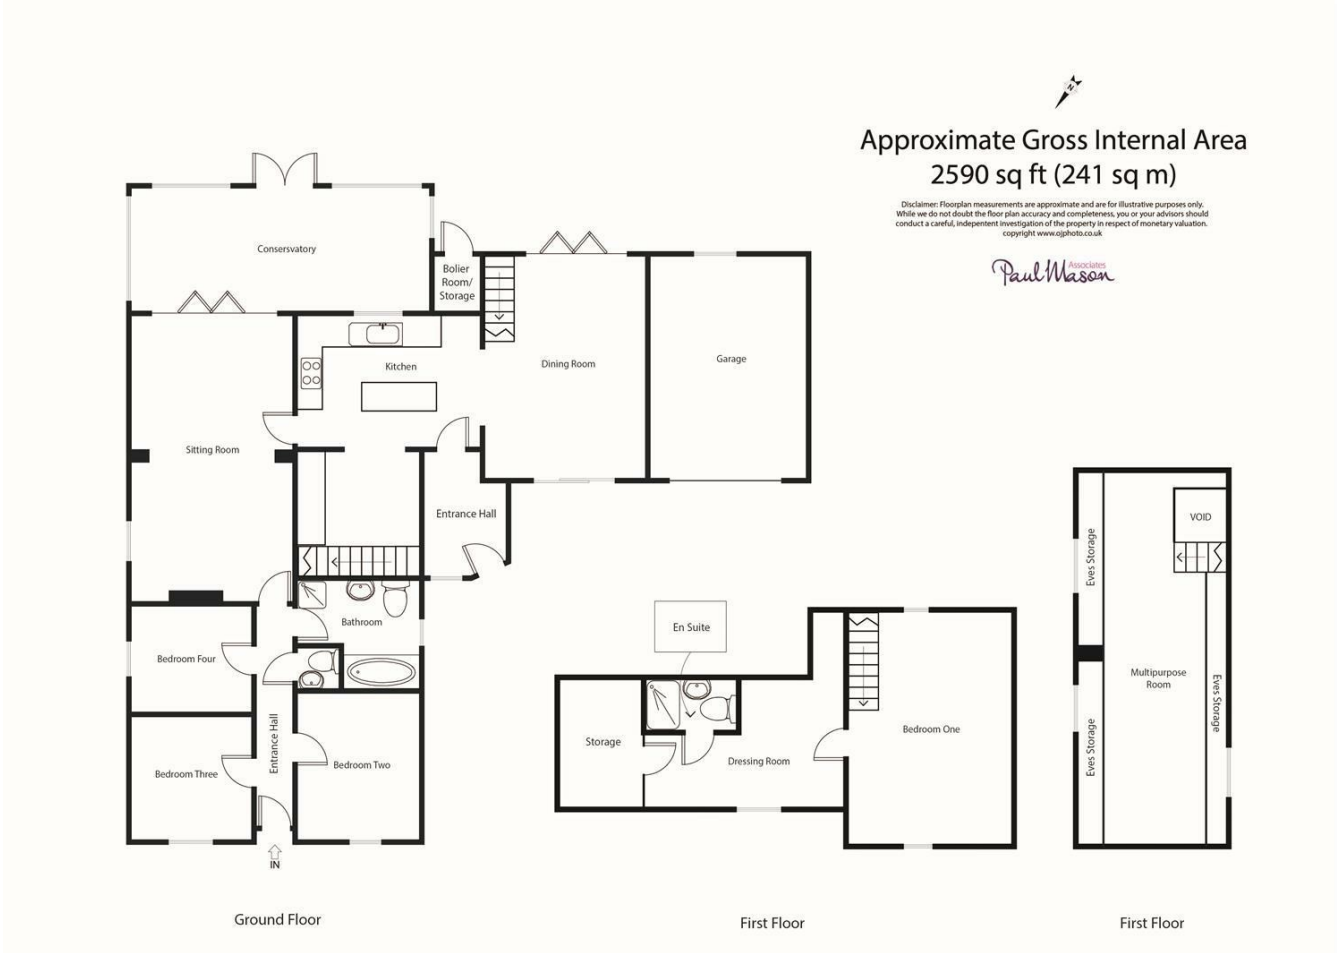 N
Approximate Gross Internal Area
2590 sq ft (241 sq m)
Disclaimer: Floorplan measurements are approximate and are for illustrative purposes only.
While we do not doubt the floor plan accuracy and completeness, you or your advisors should
conduct a careful, indepentent investigation of the property in respect of monetary valuation.
copyright www.ojphoto.co.uk
Associates
Paul Mason
Consersvatory
Bolier
Room/
Storage
Kitchen
Dining Room
Garage
Sitting Room
Entrance Hall
Bathroom
Bedroom Four
Entrance Hall
Bedroom Three
Bedroom Two
IN
Ground Floor
En Suite
Storage
Dressing Room
Bedroom One
First Floor
VOID
Eves Storage
Multipurpose
Room
Eves Storage
Eves Storage
First Floor